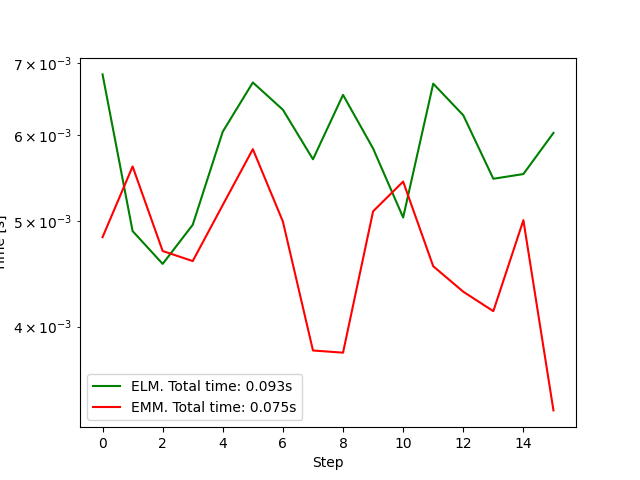 7 × 10⁻³
6 × 10⁻³
5 × 10⁻³
4 × 10⁻³
[s]
ELM. Total time: 0.093s
EMM. Total time: 0.075s
0 2 4 6 8 10 12 14
Step